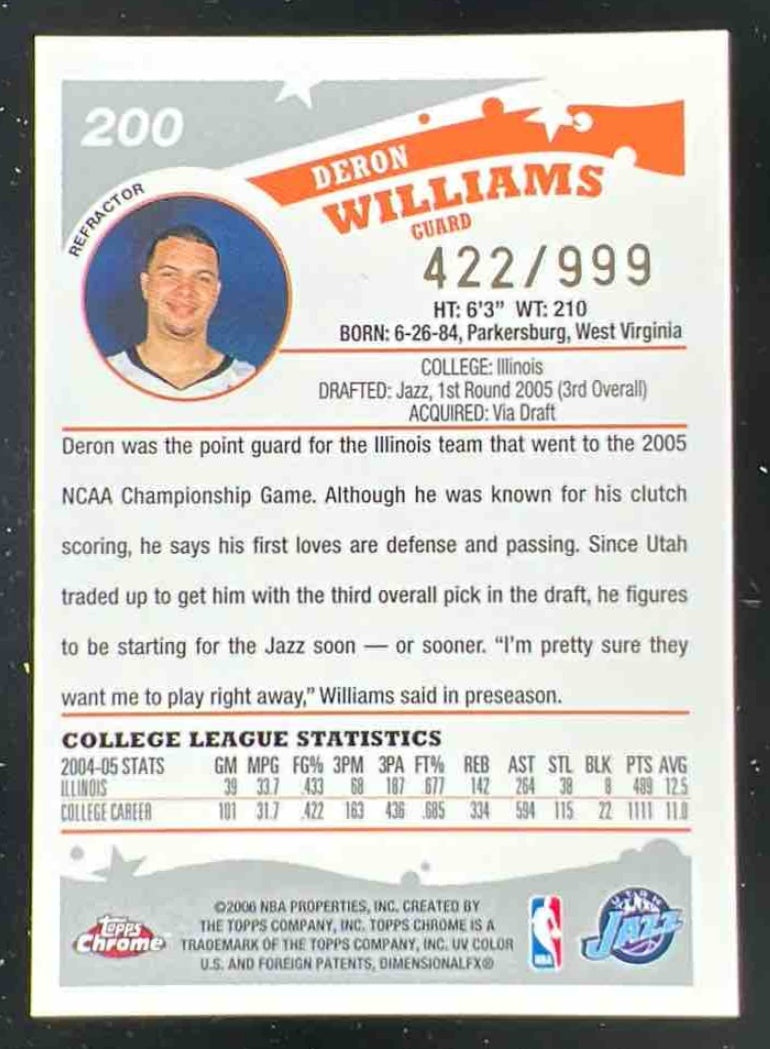 200
REFRACTOR
DERON
WILLIAMS
GUARD
422/999
HT: 6'3" WT: 210
BORN: 6-26-84, Parkersburg, West Virginia
COLLEGE: Illinois
DRAFTED: Jazz, 1st Round 2005 (3rd Overall)
ACQUIRED: Via Draft
Deron was the point guard for the Illinois team that went to the 2005
NCAA Championship Game. Although he was known for his clutch
scoring, he says his first loves are defense and passing. Since Utah
traded up to get him with the third overall pick in the draft, he figures
to be starting for the Jazz soon — or sooner. “I'm pretty sure they
want me to play right away,” Williams said in preseason.
COLLEGE LEAGUE STATISTICS
2004-05 STATS GM MPG FG% 3PM 3PA FT% REB AST STL BLK PTS AVG
ILLINOIS 39 33.7 .433 68 187 .677 142 264 38 8 489 12.5
COLLEGE CAREER 101 31.7 .422 163 436 .685 334 594 115 22 1111 11.0
©2006 NBA PROPERTIES, INC. CREATED BY
THE TOPPS COMPANY, INC. TOPPS CHROME IS A
TRADEMARK OF THE TOPPS COMPANY, INC. UV COLOR
U.S. AND FOREIGN PATENTS, DIMENSIONALFX®
Topps
Chrome
NBA
UTAH
JAZZ